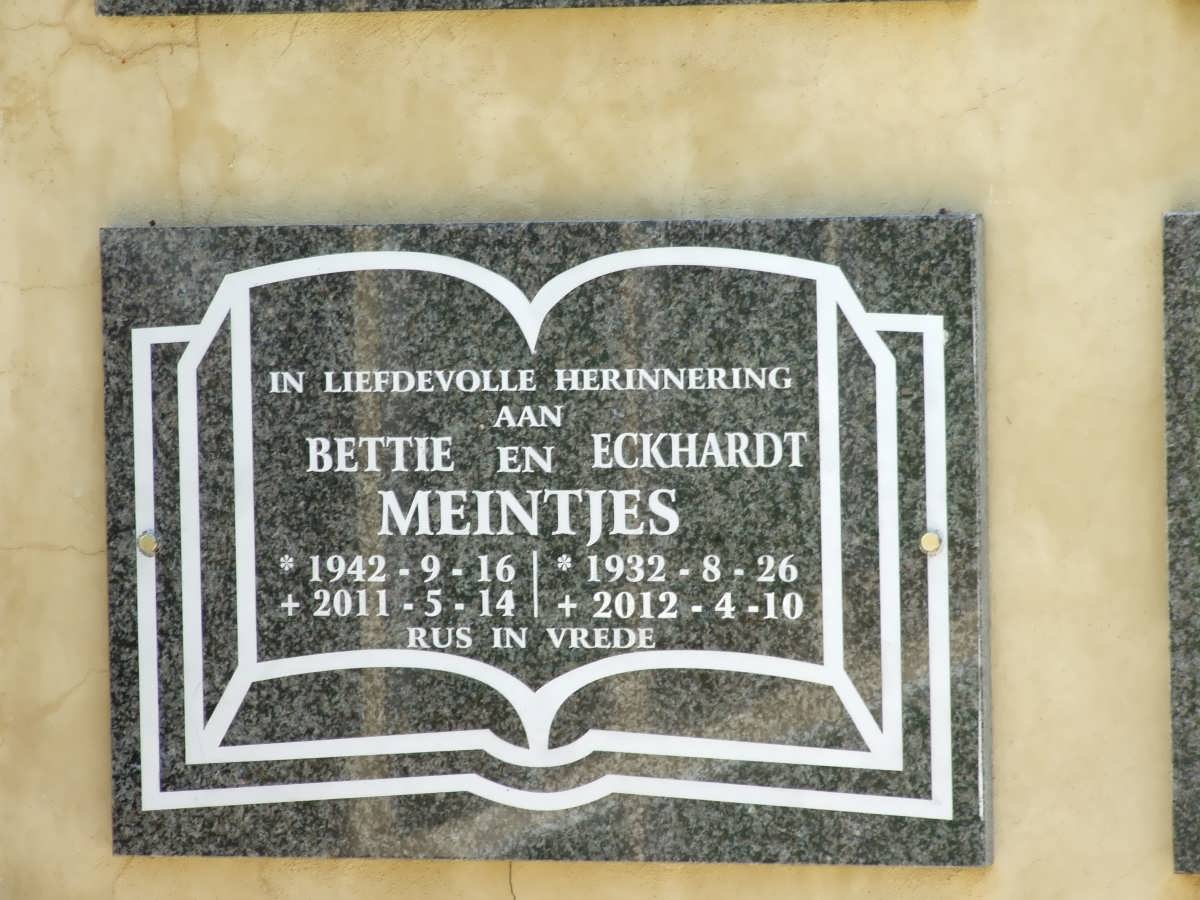 IN LIEFDEVOLLE HERINNERING
AAN
BETTIE EN ECKHARDT
MEINTJES
* 1942 - 9 - 16 | * 1932 - 8 - 26
+ 2011 - 5 - 14 | + 2012 - 4 -10
RUS IN VREDE